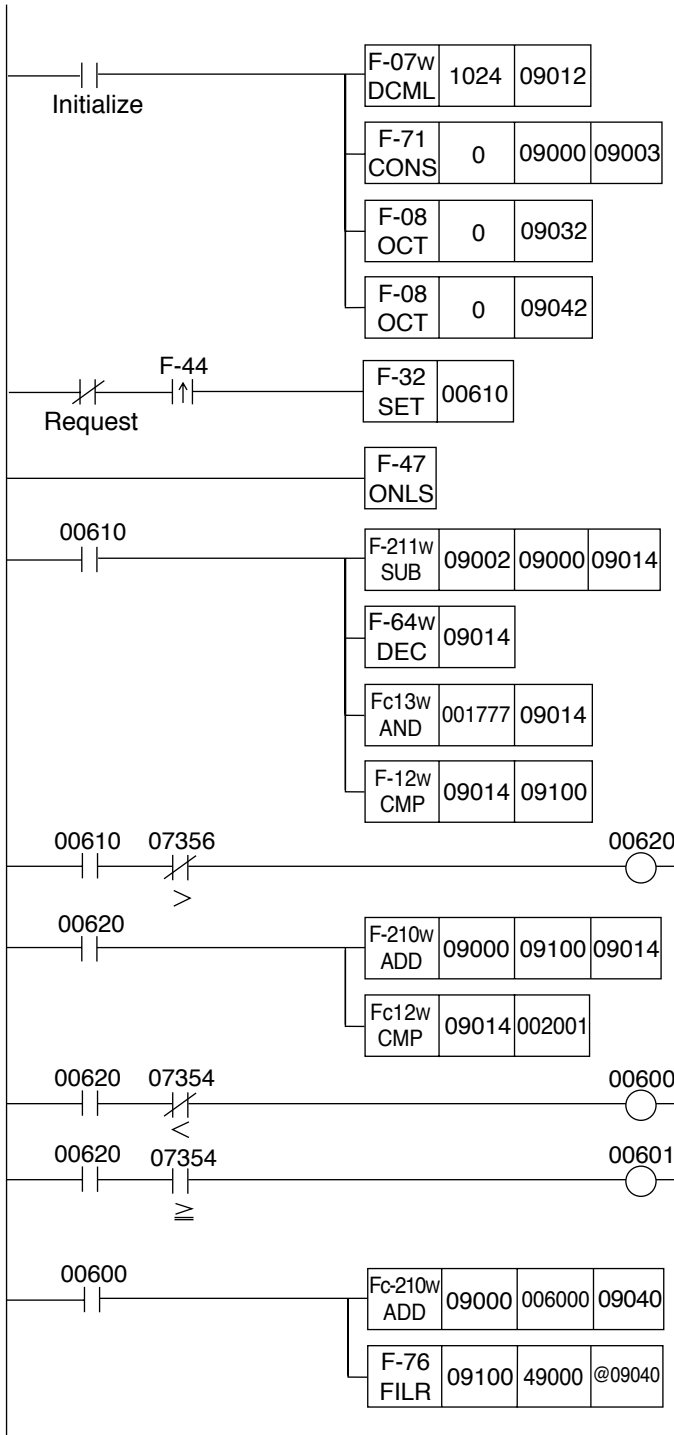 F-07w DCML 1024 09012
Initialize
F-71 CONS 0 09000 09003
F-08 OCT 0 09032
F-08 OCT 0 09042
F-44
↑
Request
F-32 SET 00610
F-47 ONLS
00610
F-211w SUB 09002 09000 09014
F-64w DEC 09014
Fc13w AND 001777 09014
F-12w CMP 09014 09100
00610 07356 00620
>
00620
F-210w ADD 09000 09100 09014
Fc12w CMP 09014 002001
00620 07354 00600
<
00620 07354 00601
≧
00600
Fc-210w ADD 09000 006000 09040
F-76 FILR 09100 49000 @09040